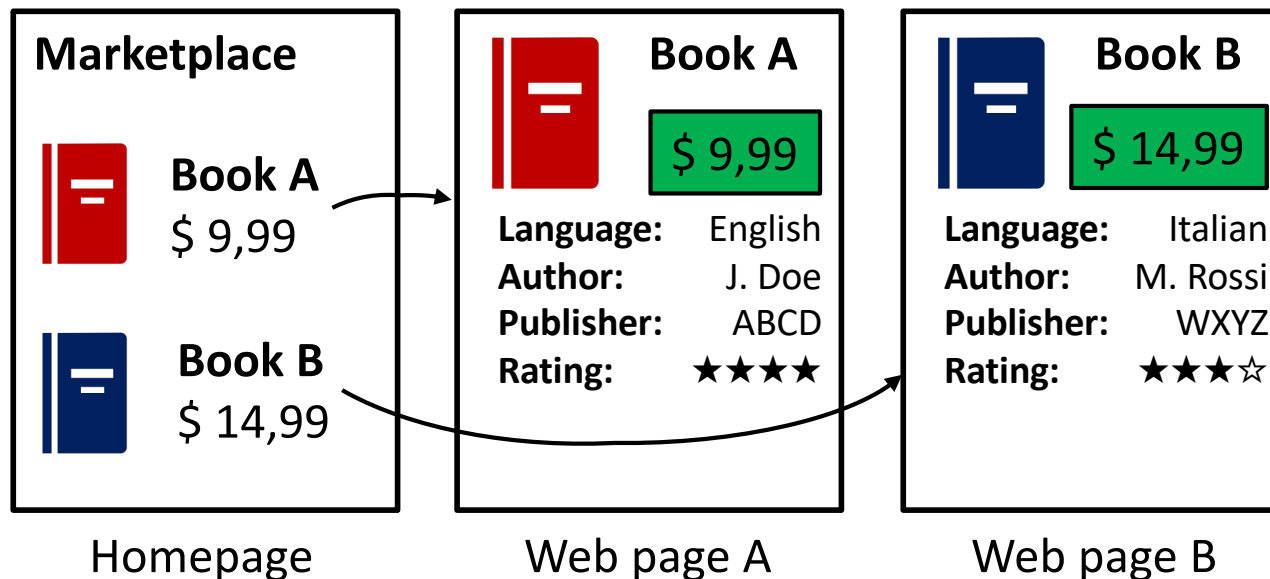 Marketplace
Book A
$ 9,99
Book B
$ 14,99
Homepage
Book A
$ 9,99
Language: English
Author: J. Doe
Publisher: ABCD
Rating: ★★★★
Web page A
Book B
$ 14,99
Language: Italian
Author: M. Rossi
Publisher: WXYZ
Rating: ★★★☆
Web page B